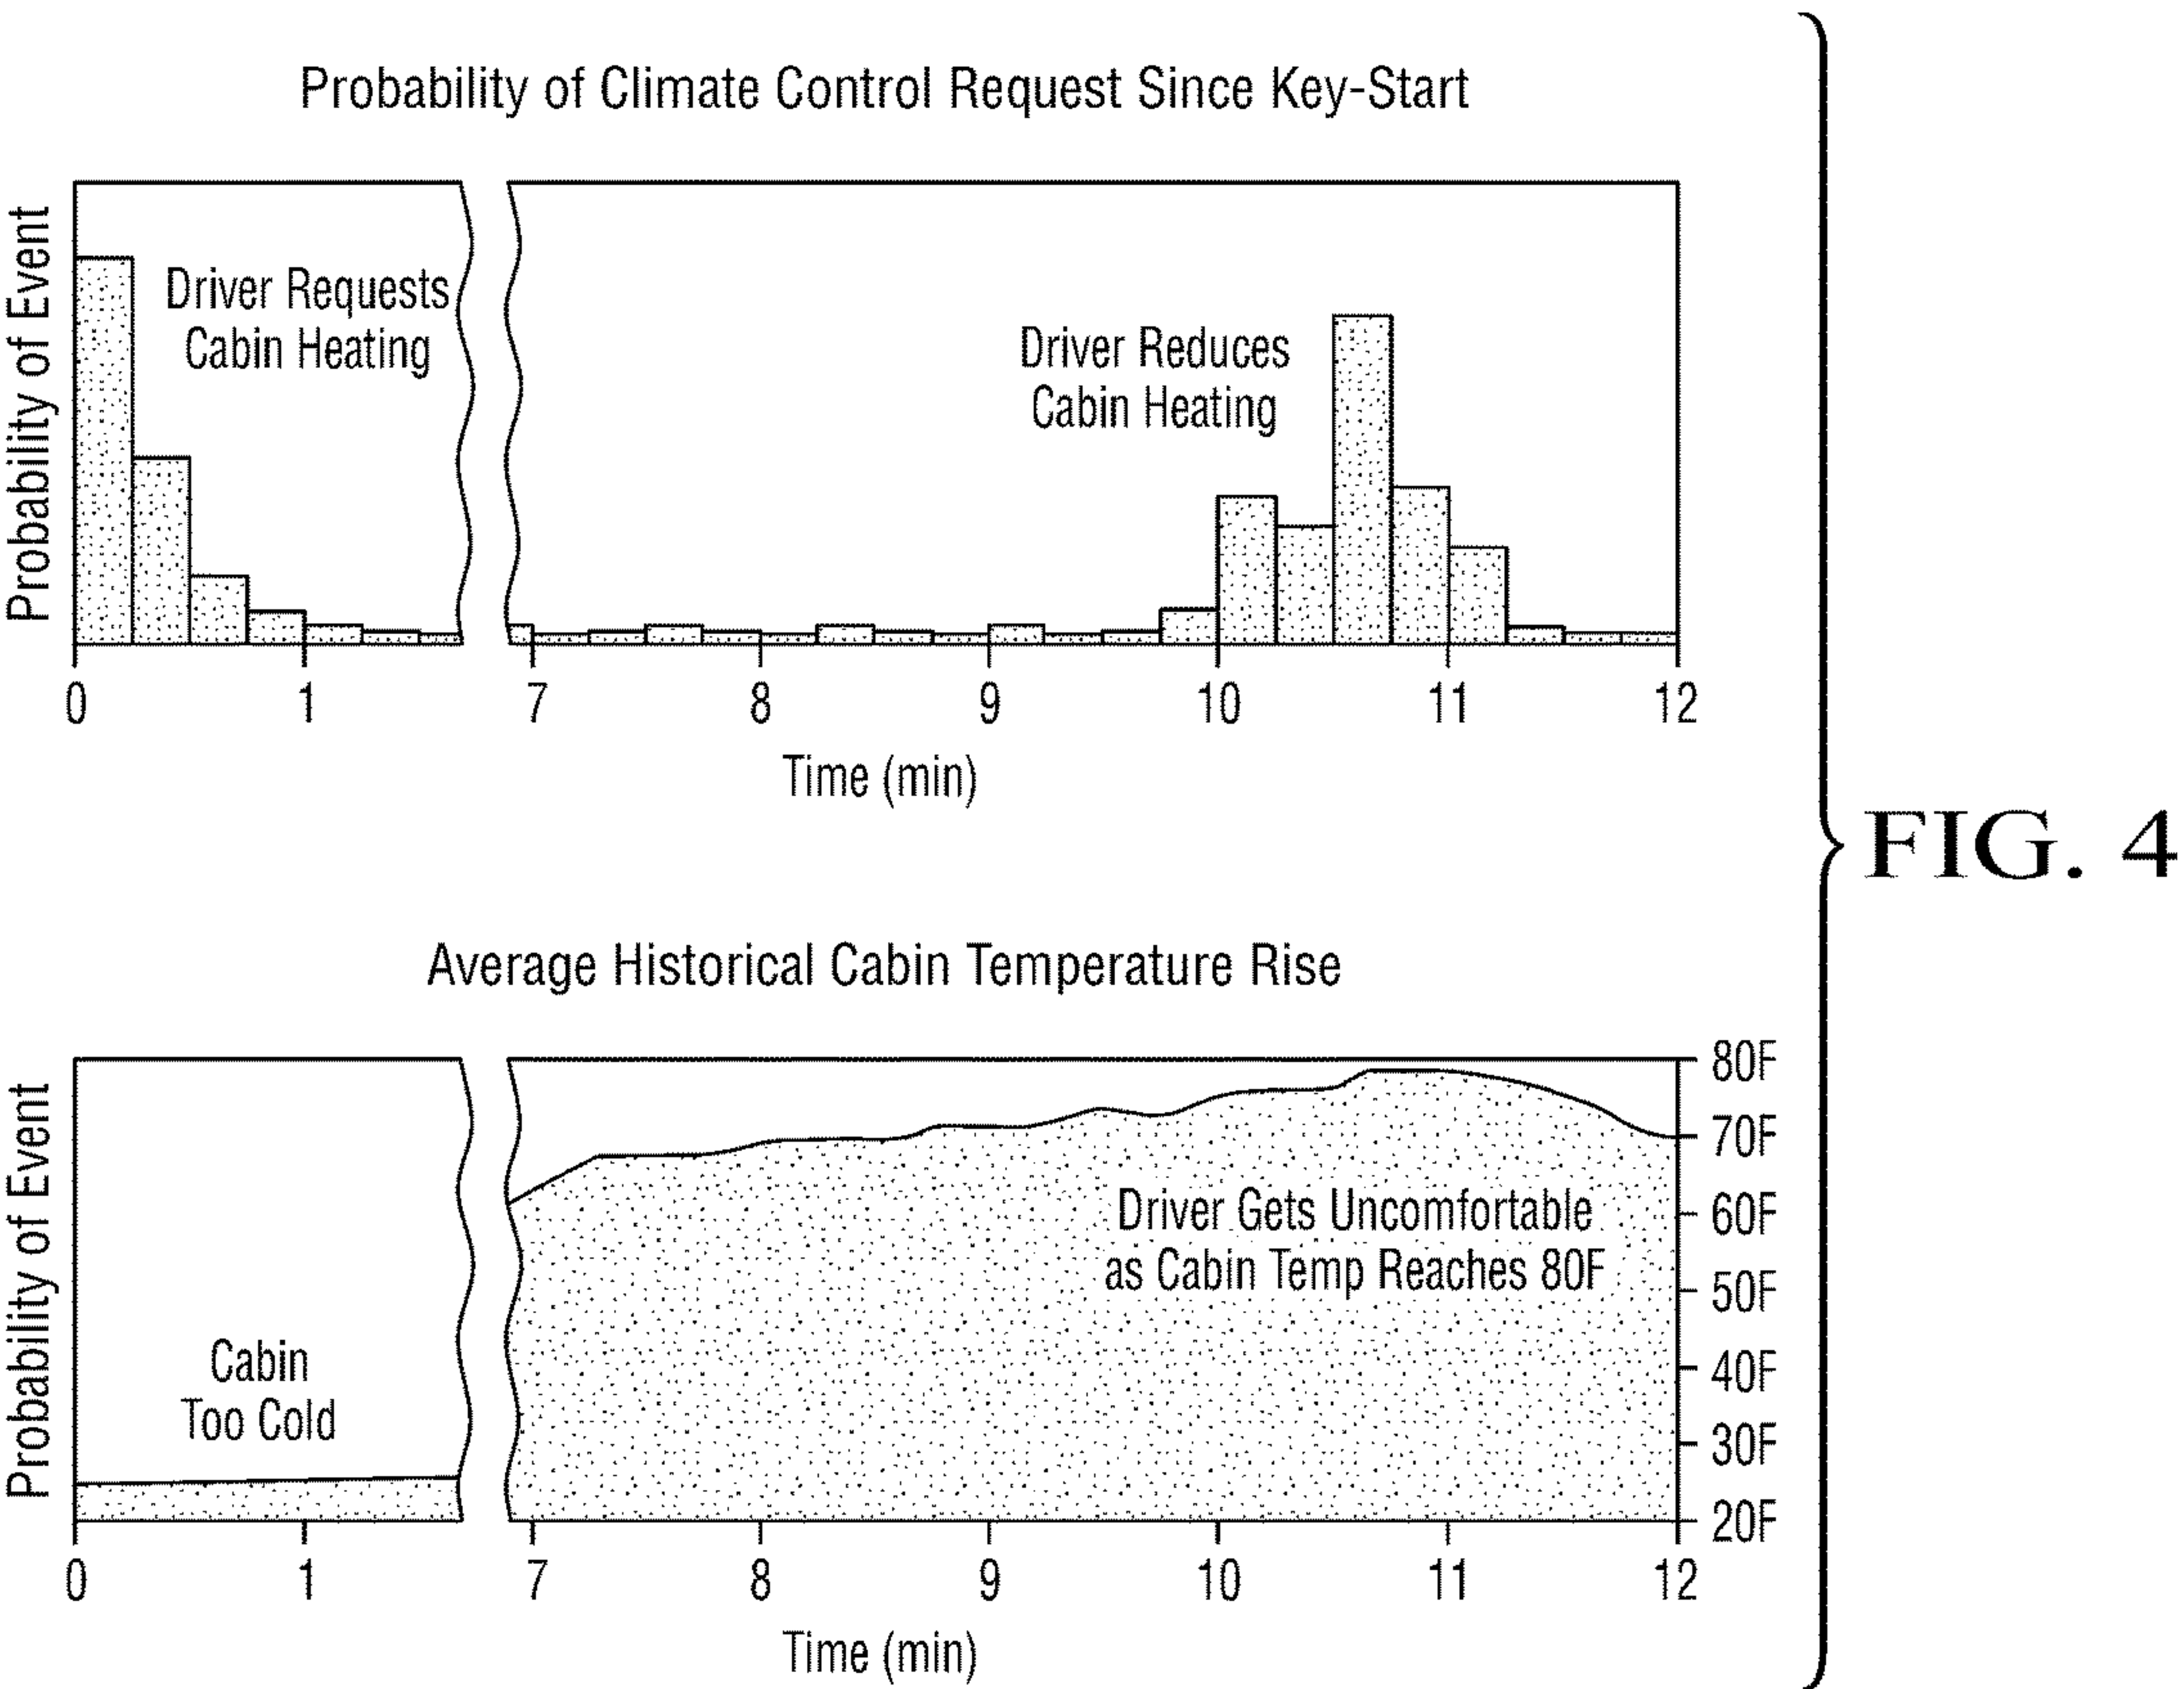 Probability of Climate Control Request Since Key-Start
Probability of Event
Driver Requests
Cabin Heating
Driver Reduces
Cabin Heating
0 1 7 8 9 10 11 12
Time (min)
FIG. 4
Average Historical Cabin Temperature Rise
Probability of Event
80F
70F
60F
50F
40F
30F
20F
Driver Gets Uncomfortable
as Cabin Temp Reaches 80F
Cabin
Too Cold
0 1 7 8 9 10 11 12
Time (min)